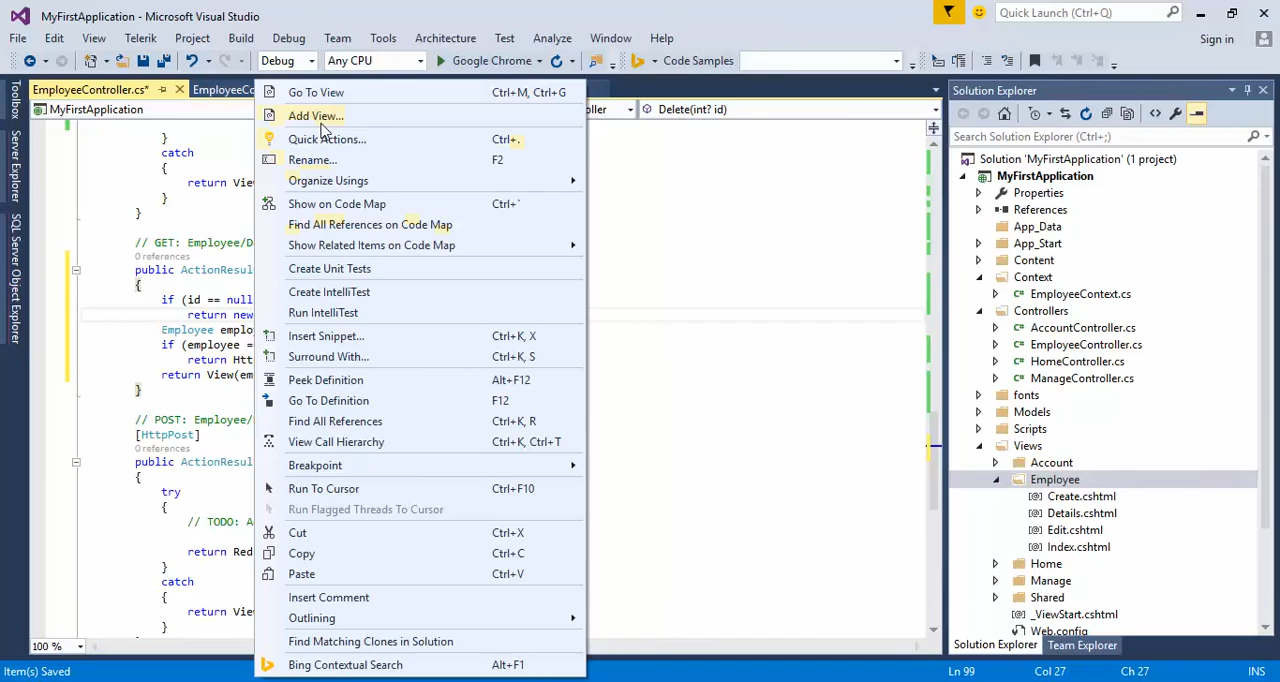 MyFirstApplication - Microsoft Visual Studio
Quick Launch (Ctrl+Q)
File Edit View Telerik Project Build Debug Team Tools Architecture Test Analyze Window Help
Sign in
Debug Any CPU Google Chrome Code Samples
EmployeeController.cs*
MyFirstApplication
Delete(int? id)
Toolbox
Server Explorer
SQL Server Object Explorer
}
catch
{
return
}
}
// GET: Employee/
0 references
public ActionResul
{
if (id == null
return new
Employee emplo
if (employee =
return
return View(em
}
// POST: Employee/
[HttpPost]
0 references
public ActionResul
{
try
{
// TODO:
return
}
catch
{
return
}
100 %
Go To View Ctrl+M, Ctrl+G
Add View...
Quick Actions... Ctrl+.
Rename... F2
Organize Usings
Show on Code Map Ctrl+`
Find All References on Code Map
Show Related Items on Code Map
Create Unit Tests
Create IntelliTest
Run IntelliTest
Insert Snippet... Ctrl+K, X
Surround With... Ctrl+K, S
Peek Definition Alt+F12
Go To Definition F12
Find All References Ctrl+K, R
View Call Hierarchy Ctrl+K, Ctrl+T
Breakpoint
Run To Cursor Ctrl+F10
Run Flagged Threads To Cursor
Cut Ctrl+X
Copy Ctrl+C
Paste Ctrl+V
Insert Comment
Outlining
Find Matching Clones in Solution
Bing Contextual Search Alt+F1
Solution Explorer
Search Solution Explorer (Ctrl+;)
Solution 'MyFirstApplication' (1 project)
MyFirstApplication
Properties
References
App_Data
App_Start
Content
Context
EmployeeContext.cs
Controllers
AccountController.cs
EmployeeController.cs
HomeController.cs
ManageController.cs
fonts
Models
Scripts
Views
Account
Employee
Create.cshtml
Details.cshtml
Edit.cshtml
Index.cshtml
Home
Manage
Shared
_ViewStart.cshtml
Web.config
Solution Explorer Team Explorer
Item(s) Saved Ln 99 Col 27 Ch 27 INS